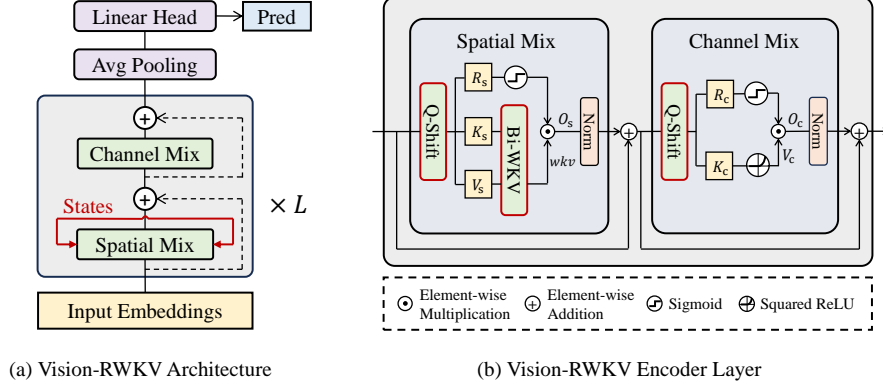 Linear Head
Pred
Avg Pooling
Channel Mix
States
× L
Spatial Mix
Input Embeddings
(a) Vision-RWKV Architecture
Spatial Mix
Channel Mix
Q-Shift
R_s
K_s
V_s
Bi-WKV
O_s
wkv
Norm
Q-Shift
R_c
K_c
O_c
V_c
Norm
Element-wise
Multiplication
Element-wise
Addition
Sigmoid
Squared ReLU
(b) Vision-RWKV Encoder Layer